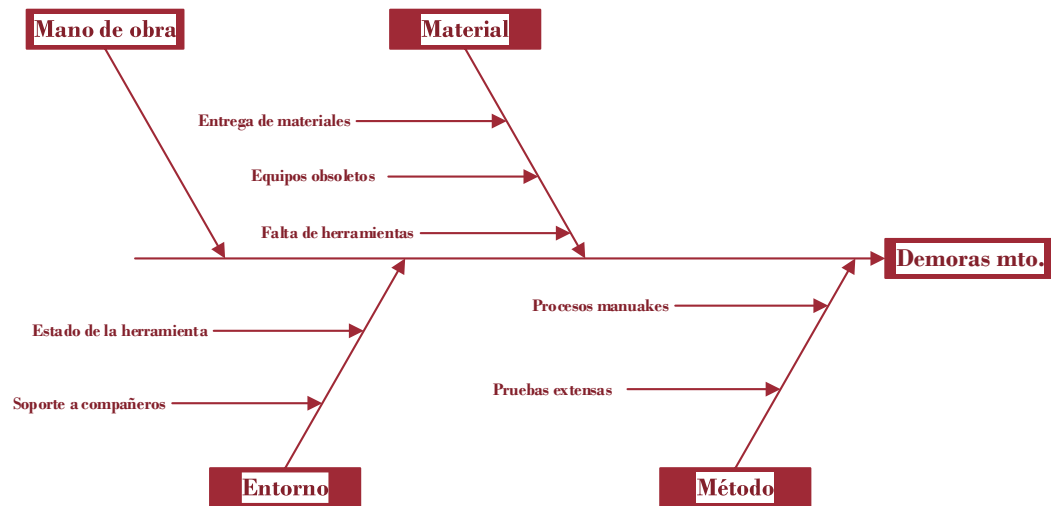 Mano de obra
Material
Entrega de materiales
Equipos obsoletos
Falta de herramientas
Demoras mto.
Procesos manuakes
Estado de la herramienta
Pruebas extensas
Soporte a compañeros
Entorno
Método